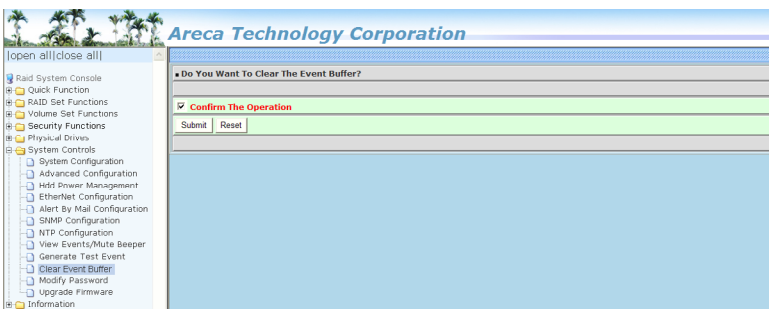 Areca Technology Corporation
|open all|close all|
Raid System Console
Quick Function
RAID Set Functions
Volume Set Functions
Security Functions
Physical Drives
System Controls
System Configuration
Advanced Configuration
Hdd Power Management
EtherNet Configuration
Alert By Mail Configuration
SNMP Configuration
NTP Configuration
View Events/Mute Beeper
Generate Test Event
Clear Event Buffer
Modify Password
Upgrade Firmware
Information
Do You Want To Clear The Event Buffer?
Confirm The Operation
Submit Reset